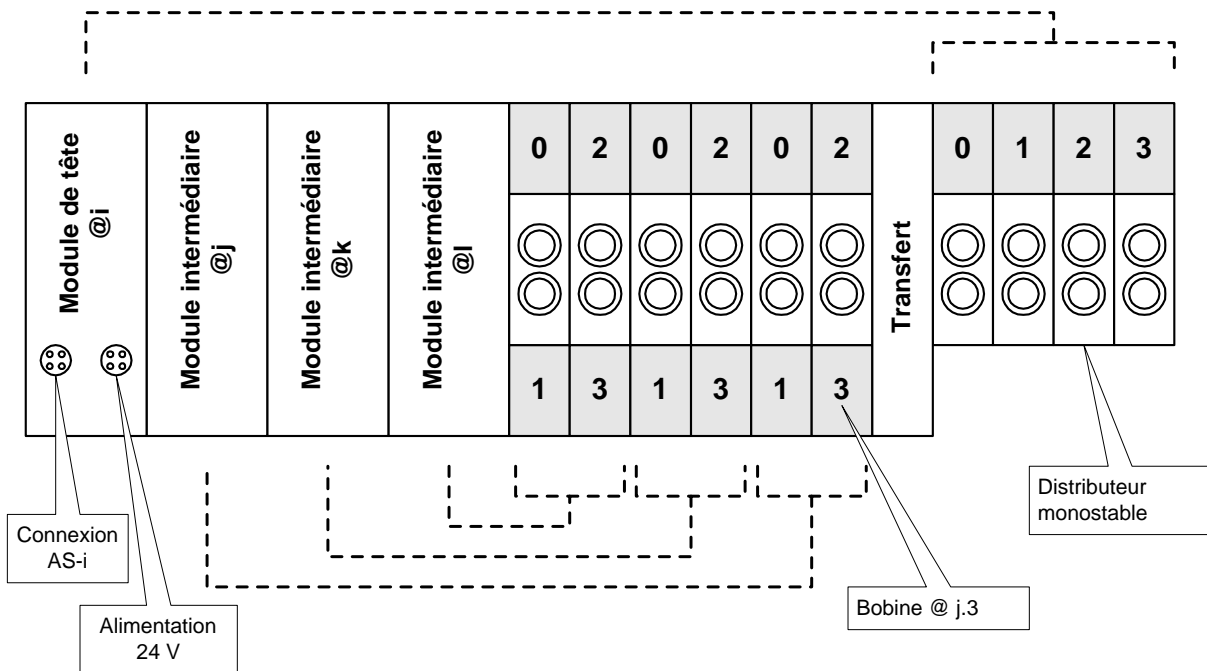 Module de tête
@i
Module intermédiaire
@j
Module intermédiaire
@k
Module intermédiaire
@l
0 2 0 2 0 2
Transfert
0 1 2 3
1 3 1 3 1 3
Connexion
AS-i
Alimentation
24 V
Bobine @ j.3
Distributeur
monostable